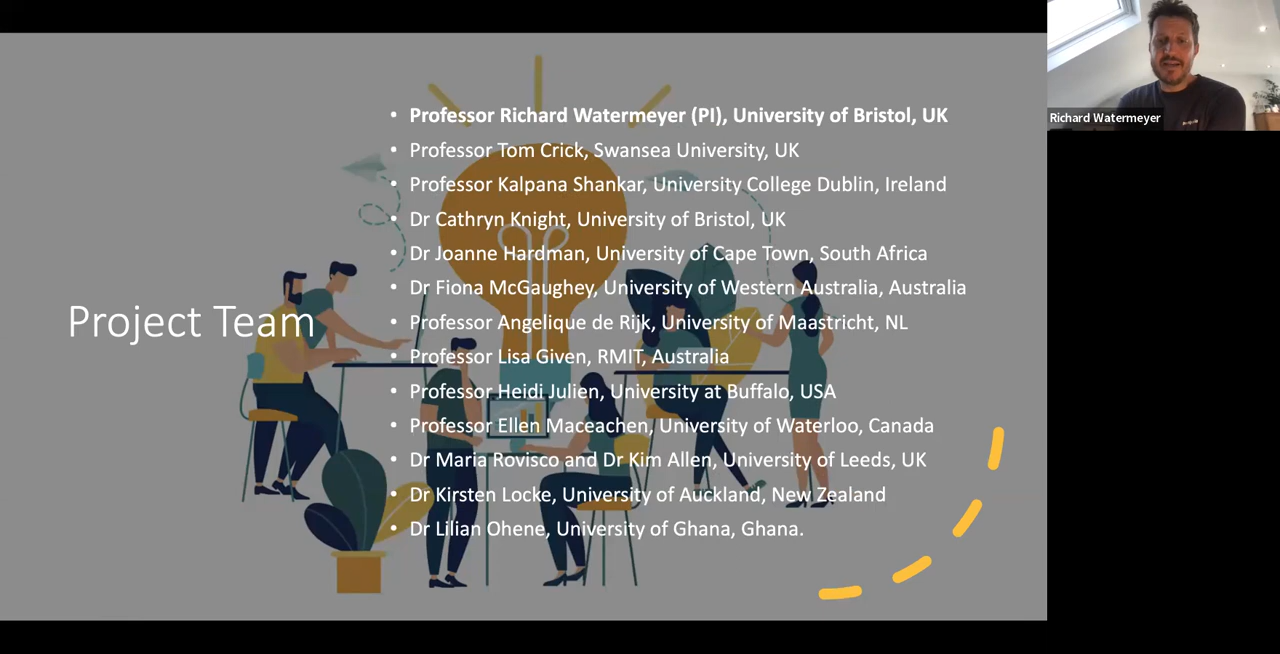 Project Team
• Professor Richard Watermeyer (PI), University of Bristol, UK
• Professor Tom Crick, Swansea University, UK
• Professor Kalpana Shankar, University College Dublin, Ireland
• Dr Cathryn Knight, University of Bristol, UK
• Dr Joanne Hardman, University of Cape Town, South Africa
• Dr Fiona McGaughey, University of Western Australia, Australia
• Professor Angelique de Rijk, University of Maastricht, NL
• Professor Lisa Given, RMIT, Australia
• Professor Heidi Julien, University at Buffalo, USA
• Professor Ellen Maceachen, University of Waterloo, Canada
• Dr Maria Rovisco and Dr Kim Allen, University of Leeds, UK
• Dr Kirsten Locke, University of Auckland, New Zealand
• Dr Lilian Ohene, University of Ghana, Ghana.
Richard Watermeyer